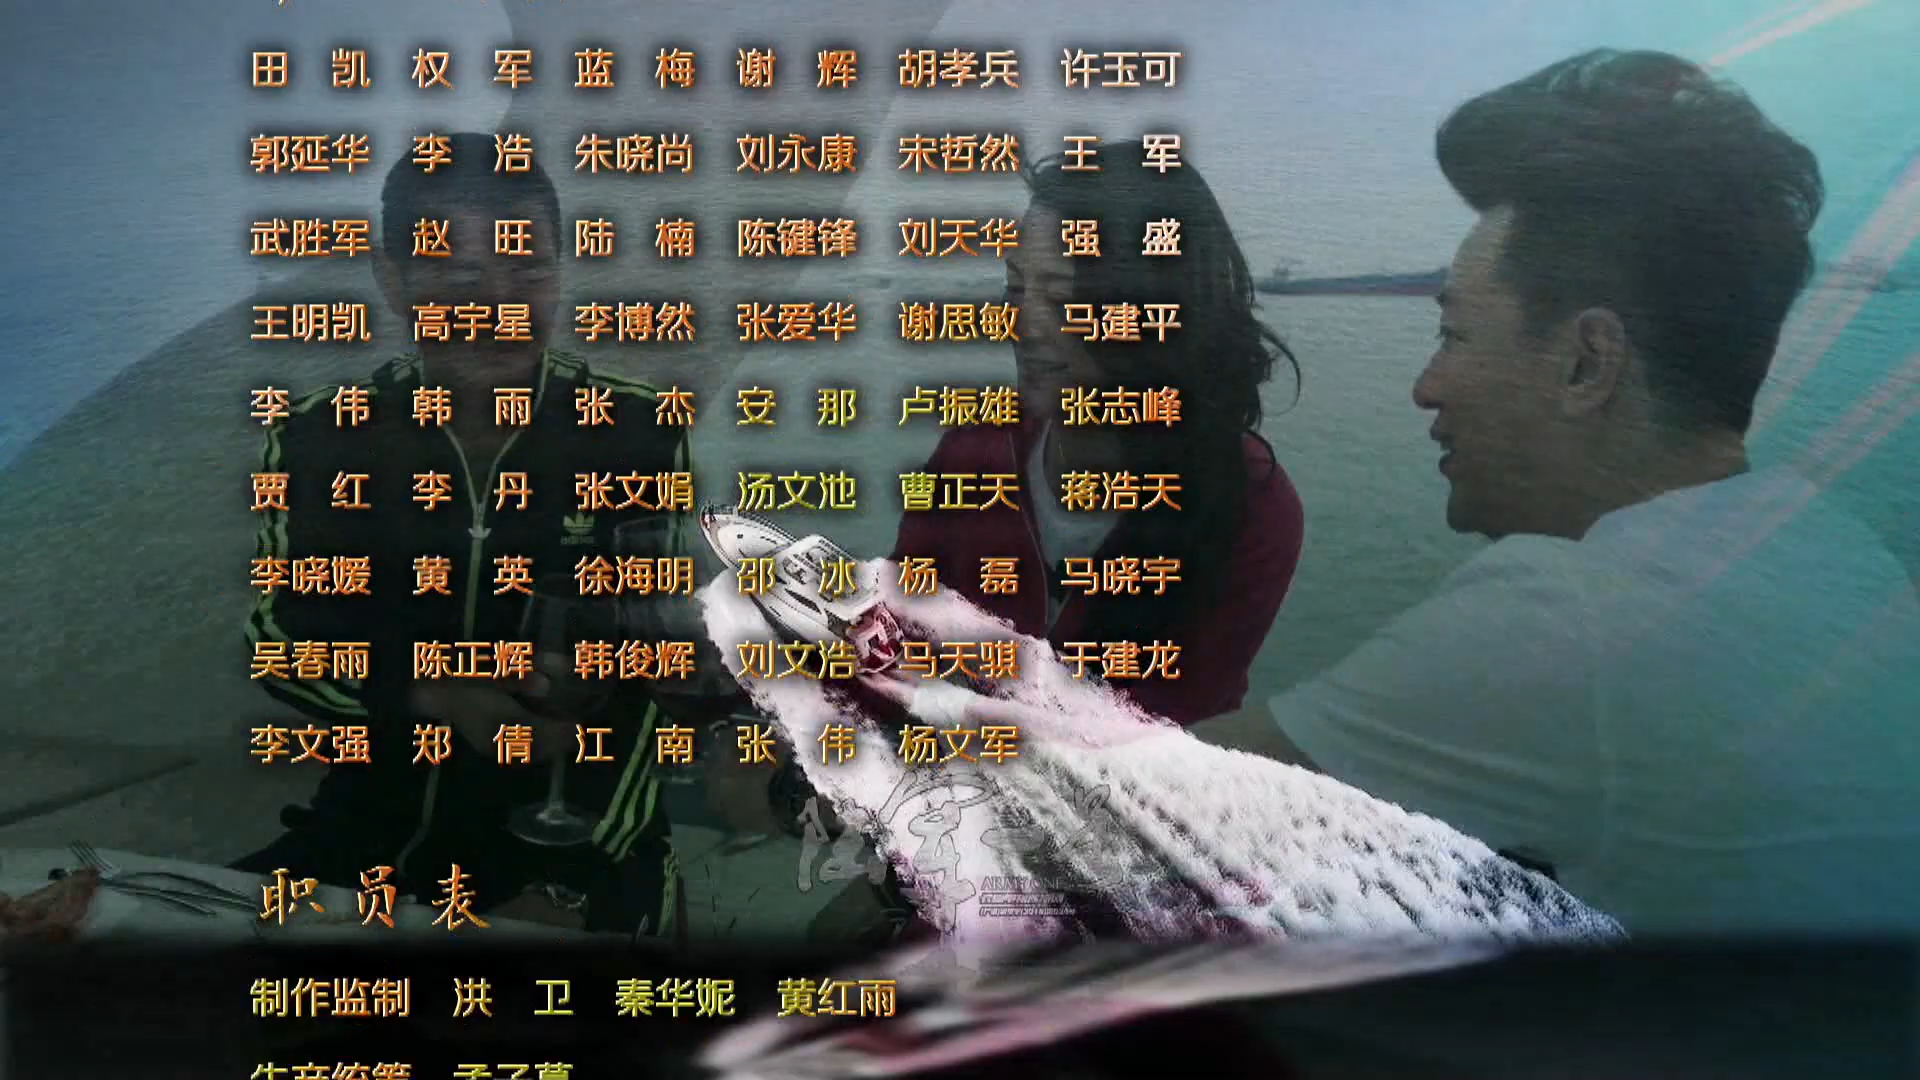 田　凯　权　军　蓝　梅　谢　辉　胡孝兵　许玉可
郭延华　李　浩　朱晓尚　刘永康　宋哲然　王　军
武胜军　赵　旺　陆　楠　陈键锋　刘天华　强　盛
王明凯　高宇星　李博然　张爱华　谢思敏　马建平
李　伟　韩　雨　张　杰　安　那　卢振雄　张志峰
贾　红　李　丹　张文娟　汤文池　曹正天　蒋浩天
李晓媛　黄　英　徐海明　邵　冰　杨　磊　马晓宇
吴春雨　陈正辉　韩俊辉　刘文浩　马天骐　于建龙
李文强　郑　倩　江　南　张　伟　杨文军
ARMY ONE
职员表
制作监制　洪　卫　秦华妮　黄红雨
生产统筹